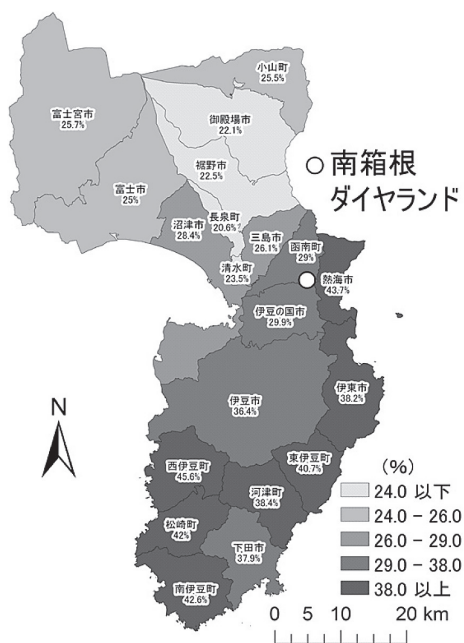 小山町
25.5%
富士宮市
25.7%
御殿場市
22.1%
裾野市
22.5%
富士市
25%
長泉町
20.6%
沼津市
28.4%
三島市
26.1%
函南町
29%
清水町
23.5%
熱海市
43.7%
伊豆の国市
29.9%
伊豆市
36.4%
伊東市
38.2%
東伊豆町
40.7%
西伊豆町
45.6%
河津町
38.4%
松崎町
42%
下田市
37.9%
南伊豆町
42.6%
南箱根
ダイヤランド
N
(%)
24.0 以下
24.0 - 26.0
26.0 - 29.0
29.0 - 38.0
38.0 以上
0 5 10 20 km